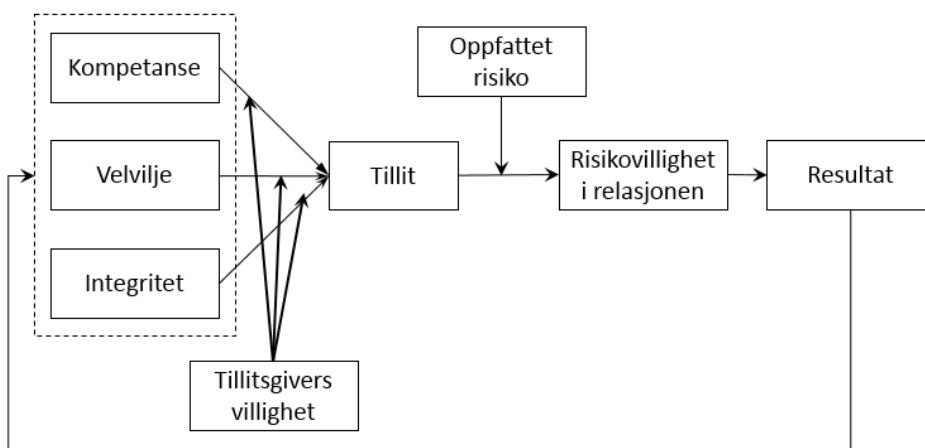 Kompetanse
Velvilje
Integritet
Tillitsgivers
villighet
Tillit
Oppfattet
risiko
Risikovillighet
i relasjonen
Resultat